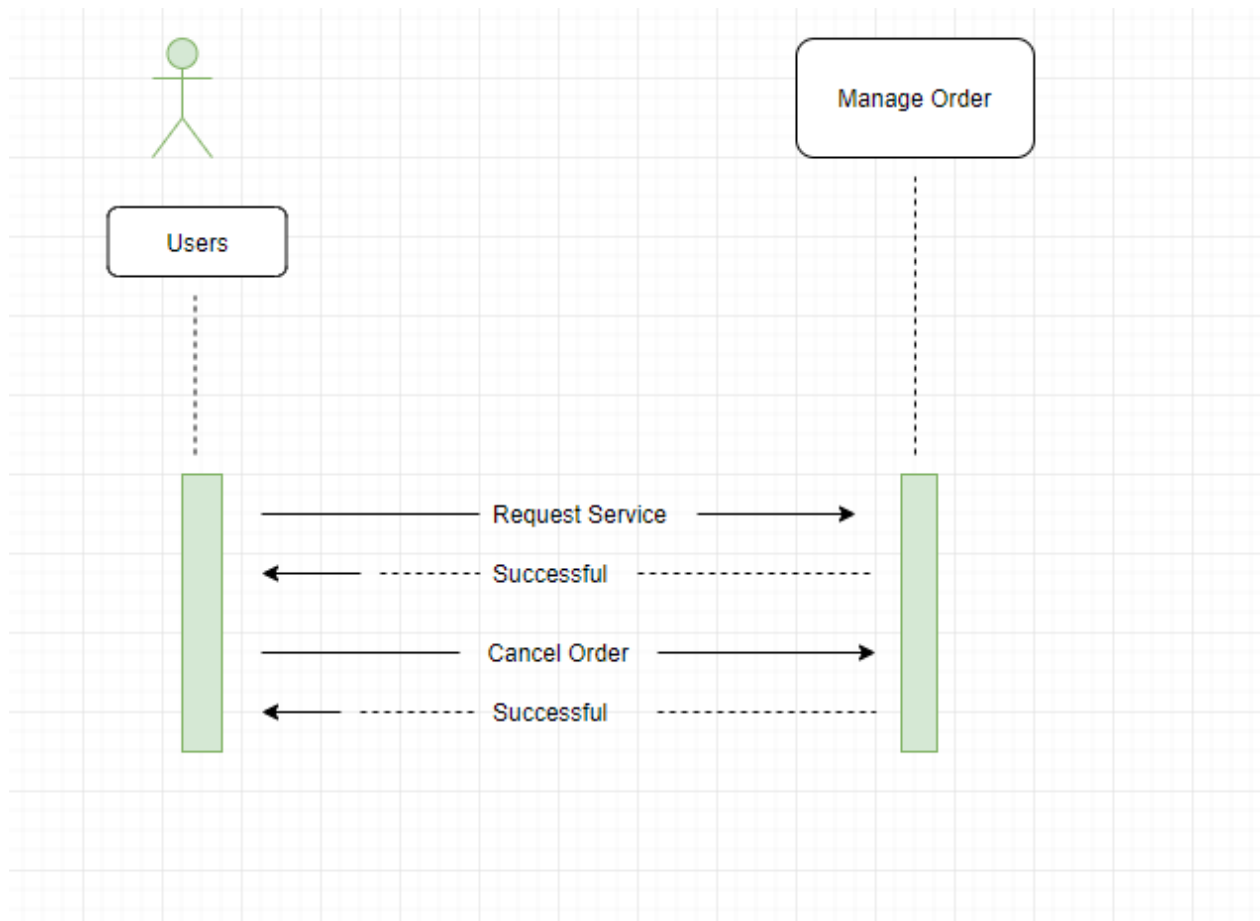 Manage Order
Users
Request Service
Successful
Cancel Order
Successful